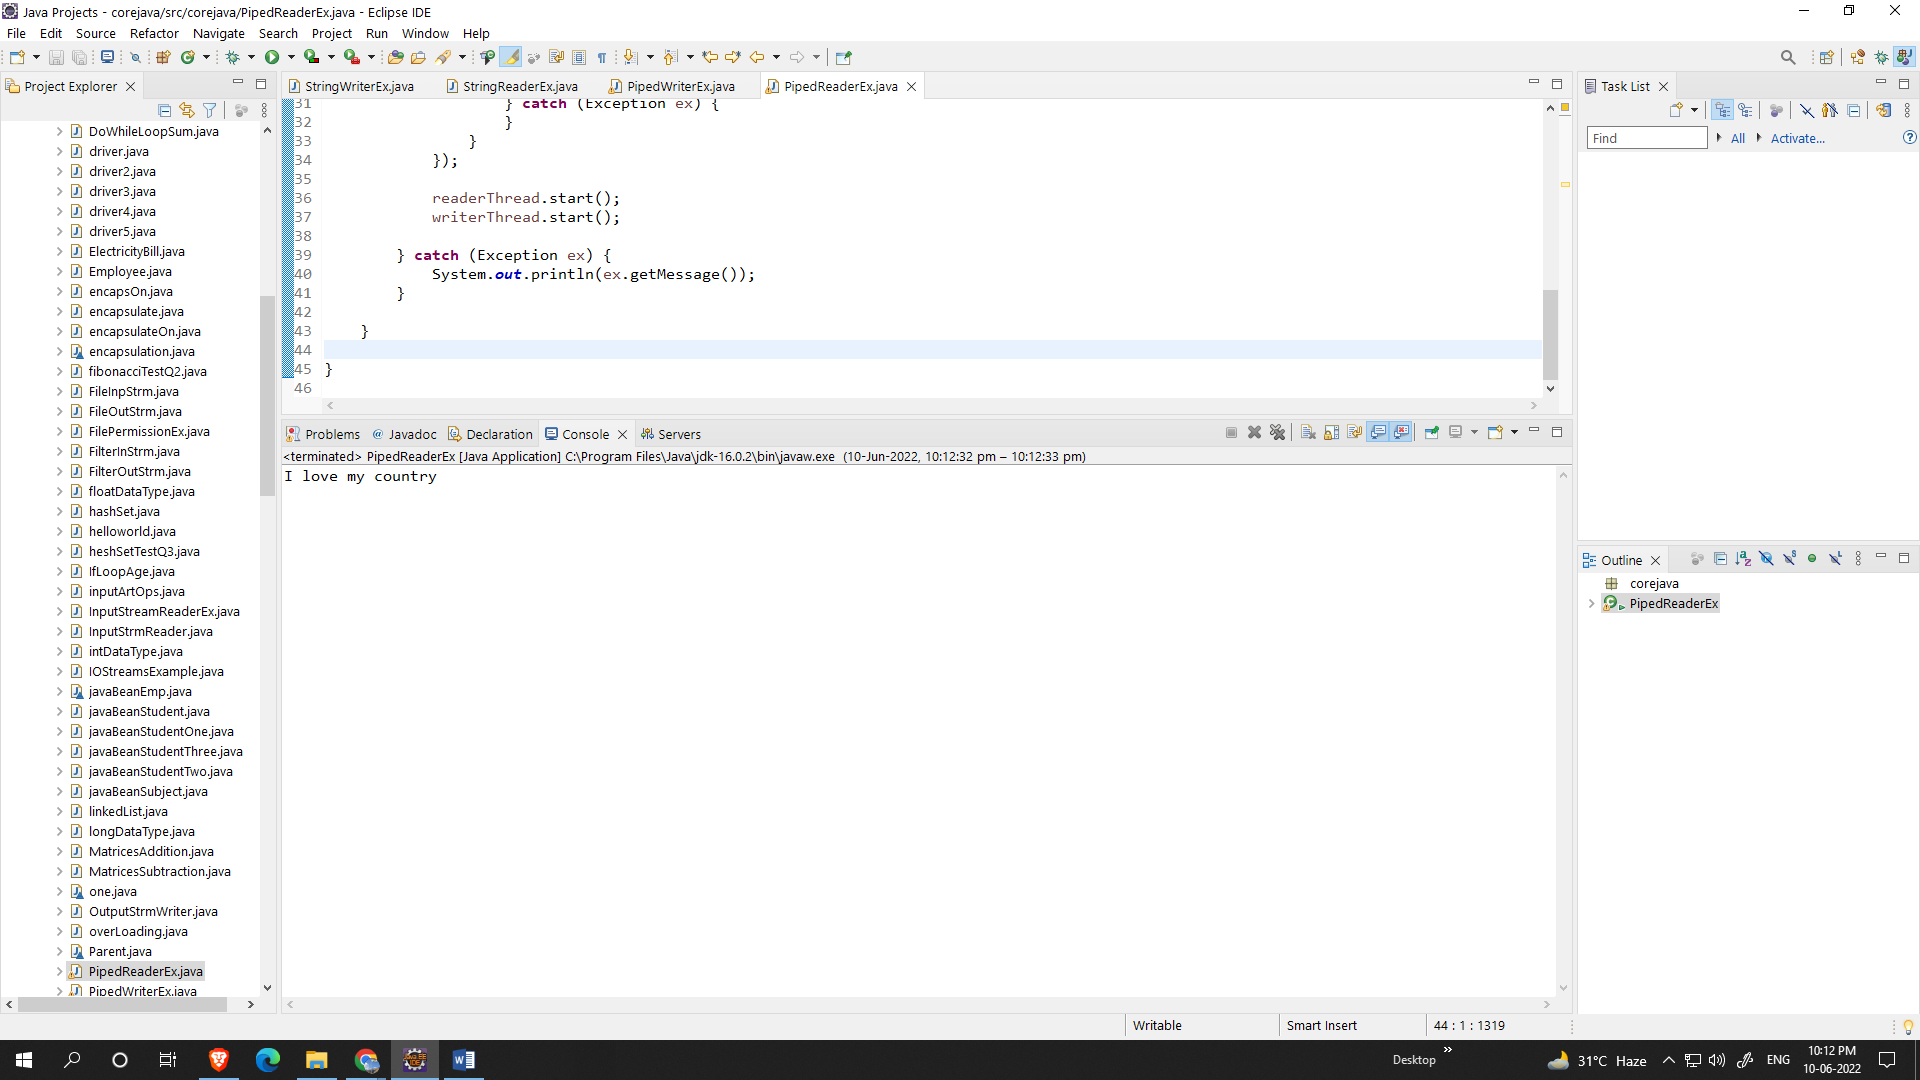 Java Projects - corejava/src/corejava/PipedReaderEx.java - Eclipse IDE
File Edit Source Refactor Navigate Search Project Run Window Help
Project Explorer
DoWhileLoopSum.java
driver.java
driver2.java
driver3.java
driver4.java
driver5.java
ElectricityBill.java
Employee.java
encapsOn.java
encapsulate.java
encapsulateOn.java
encapsulation.java
fibonacciTestQ2.java
FileInpStrm.java
FileOutStrm.java
FilePermissionEx.java
FilterInStrm.java
FilterOutStrm.java
floatDataType.java
hashSet.java
helloworld.java
heshSetTestQ3.java
IfLoopAge.java
inputArtOps.java
InputStreamReaderEx.java
InputStrmReader.java
intDataType.java
IOStreamsExample.java
javaBeanEmp.java
javaBeanStudent.java
javaBeanStudentOne.java
javaBeanStudentThree.java
javaBeanStudentTwo.java
javaBeanSubject.java
linkedList.java
longDataType.java
MatricesAddition.java
MatricesSubtraction.java
one.java
OutputStrmWriter.java
overLoading.java
Parent.java
PipedReaderEx.java
PipedWriterEx.java
StringWriterEx.java StringReaderEx.java PipedWriterEx.java PipedReaderEx.java
31 } catch (Exception ex) {
32 }
33 }
34 });
35
36 readerThread.start();
37 writerThread.start();
38
39 } catch (Exception ex) {
40 System.out.println(ex.getMessage());
41 }
42
43 }
44
45 }
46
Problems @ Javadoc Declaration Console Servers
<terminated> PipedReaderEx [Java Application] C:\Program Files\Java\jdk-16.0.2\bin\javaw.exe (10-Jun-2022, 10:12:32 pm – 10:12:33 pm)
I love my country
Task List
Find All Activate...
Outline
corejava
PipedReaderEx
Writable Smart Insert 44 : 1 : 1319
Desktop 31°C Haze ENG 10:12 PM
10-06-2022